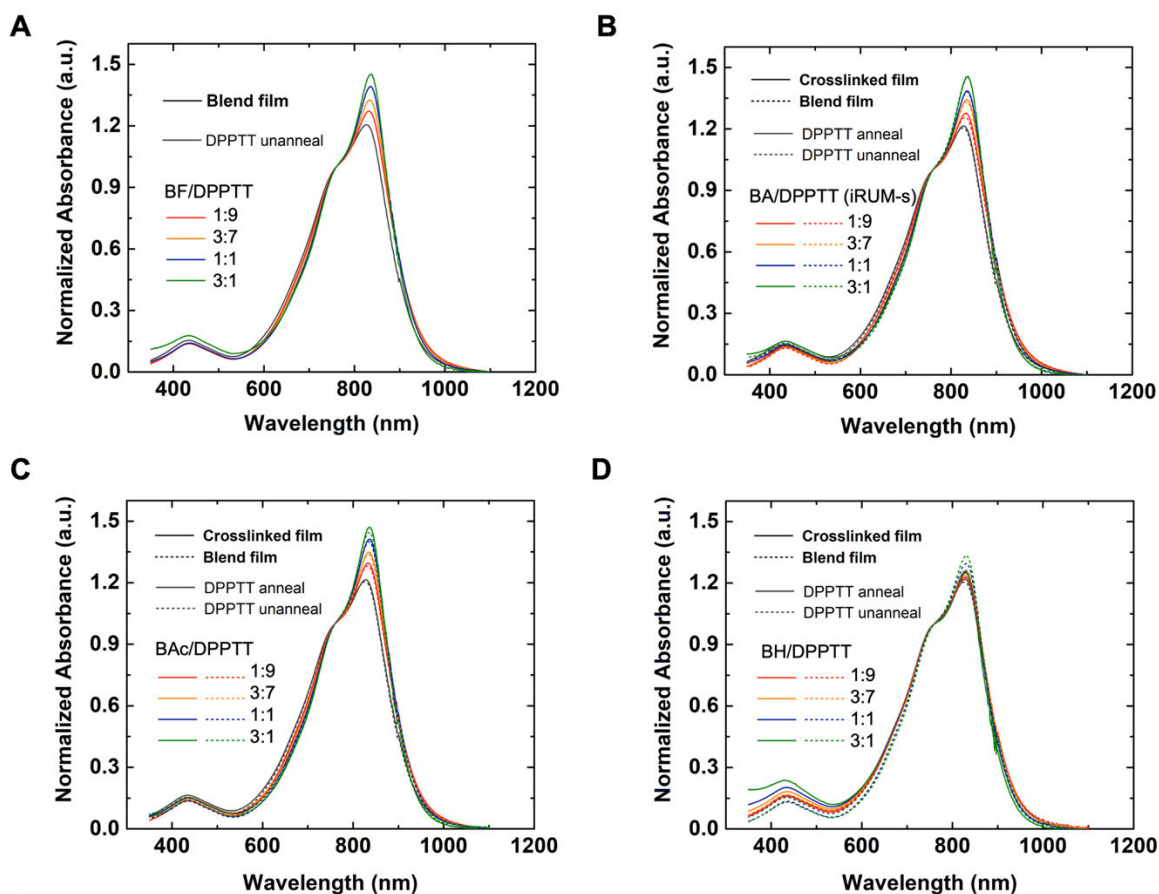 A
Normalized Absorbance (a.u.)
1.5
1.2
0.9
0.6
0.3
0.0
Blend film
DPPTT unanneal
BF/DPPTT
1:9
3:7
1:1
3:1
400 600 800 1000 1200
Wavelength (nm)
B
Normalized Absorbance (a.u.)
1.5
1.2
0.9
0.6
0.3
0.0
Crosslinked film
Blend film
DPPTT anneal
DPPTT unanneal
BA/DPPTT (iRUM-s)
1:9
3:7
1:1
3:1
400 600 800 1000 1200
Wavelength (nm)
C
Normalized Absorbance (a.u.)
1.5
1.2
0.9
0.6
0.3
0.0
Crosslinked film
Blend film
DPPTT anneal
DPPTT unanneal
BAc/DPPTT
1:9
3:7
1:1
3:1
400 600 800 1000 1200
Wavelength (nm)
D
Normalized Absorbance (a.u.)
1.5
1.2
0.9
0.6
0.3
0.0
Crosslinked film
Blend film
DPPTT anneal
DPPTT unanneal
BH/DPPTT
1:9
3:7
1:1
3:1
400 600 800 1000 1200
Wavelength (nm)